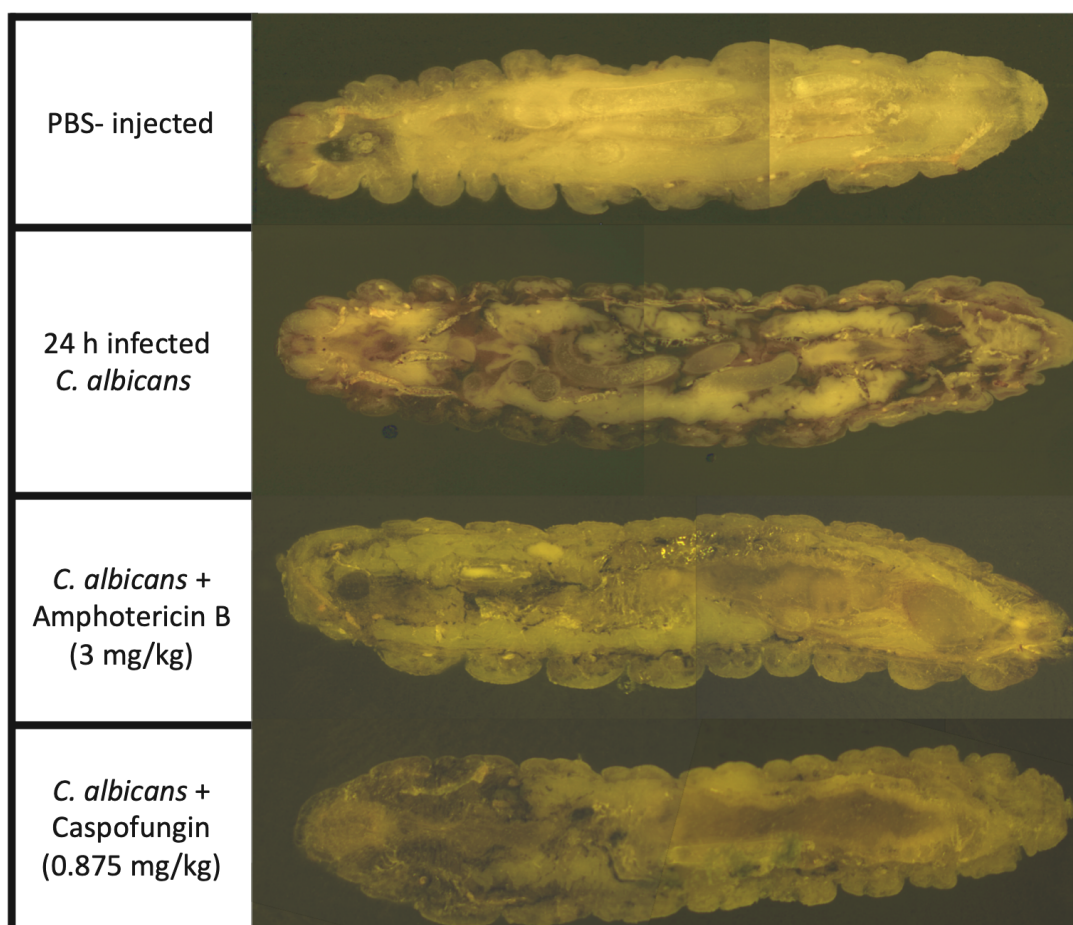 PBS- injected
24 h infected
C. albicans
C. albicans +
Amphotericin B
(3 mg/kg)
C. albicans +
Caspofungin
(0.875 mg/kg)